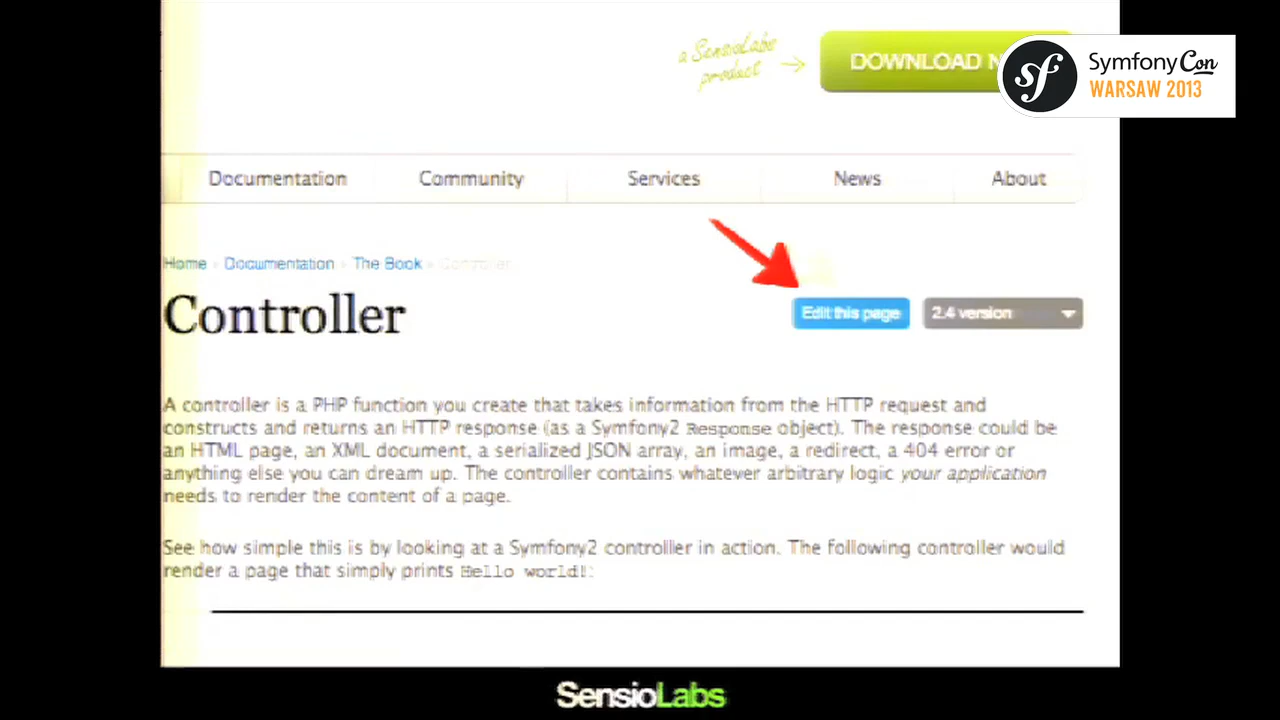 a SensioLabs
product
DOWNLOAD N
Symfony Con
WARSAW 2013
Documentation Community Services News About
Home Documentation The Book Controller
Controller
Edit this page 2.4 version
A controller is a PHP function you create that takes information from the HTTP request and
constructs and returns an HTTP response (as a Symfony2 Response object). The response could be
an HTML page, an XML document, a serialized JSON array, an image, a redirect, a 404 error or
anything else you can dream up. The controller contains whatever arbitrary logic your application
needs to render the content of a page.
See how simple this is by looking at a Symfony2 controller in action. The following controller would
render a page that simply prints Hello world!:
SensioLabs